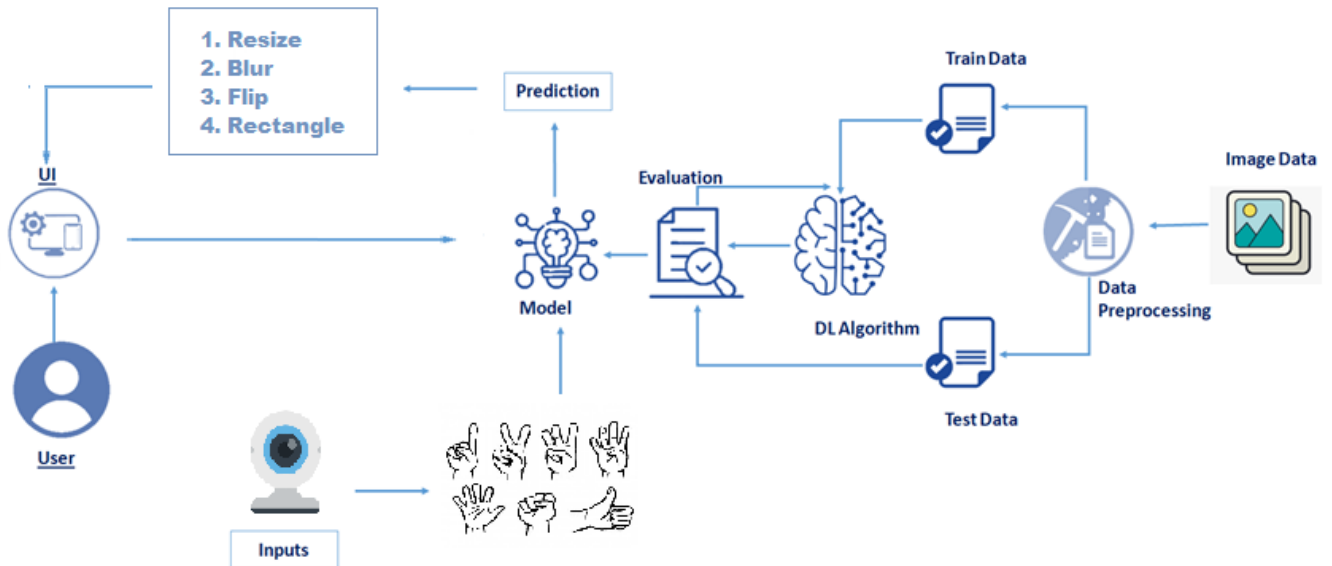 1. Resize
2. Blur
3. Flip
4. Rectangle
Train Data
Prediction
Image Data
UI
Evaluation
Data
Preprocessing
Model
DL Algorithm
Test Data
User
Inputs